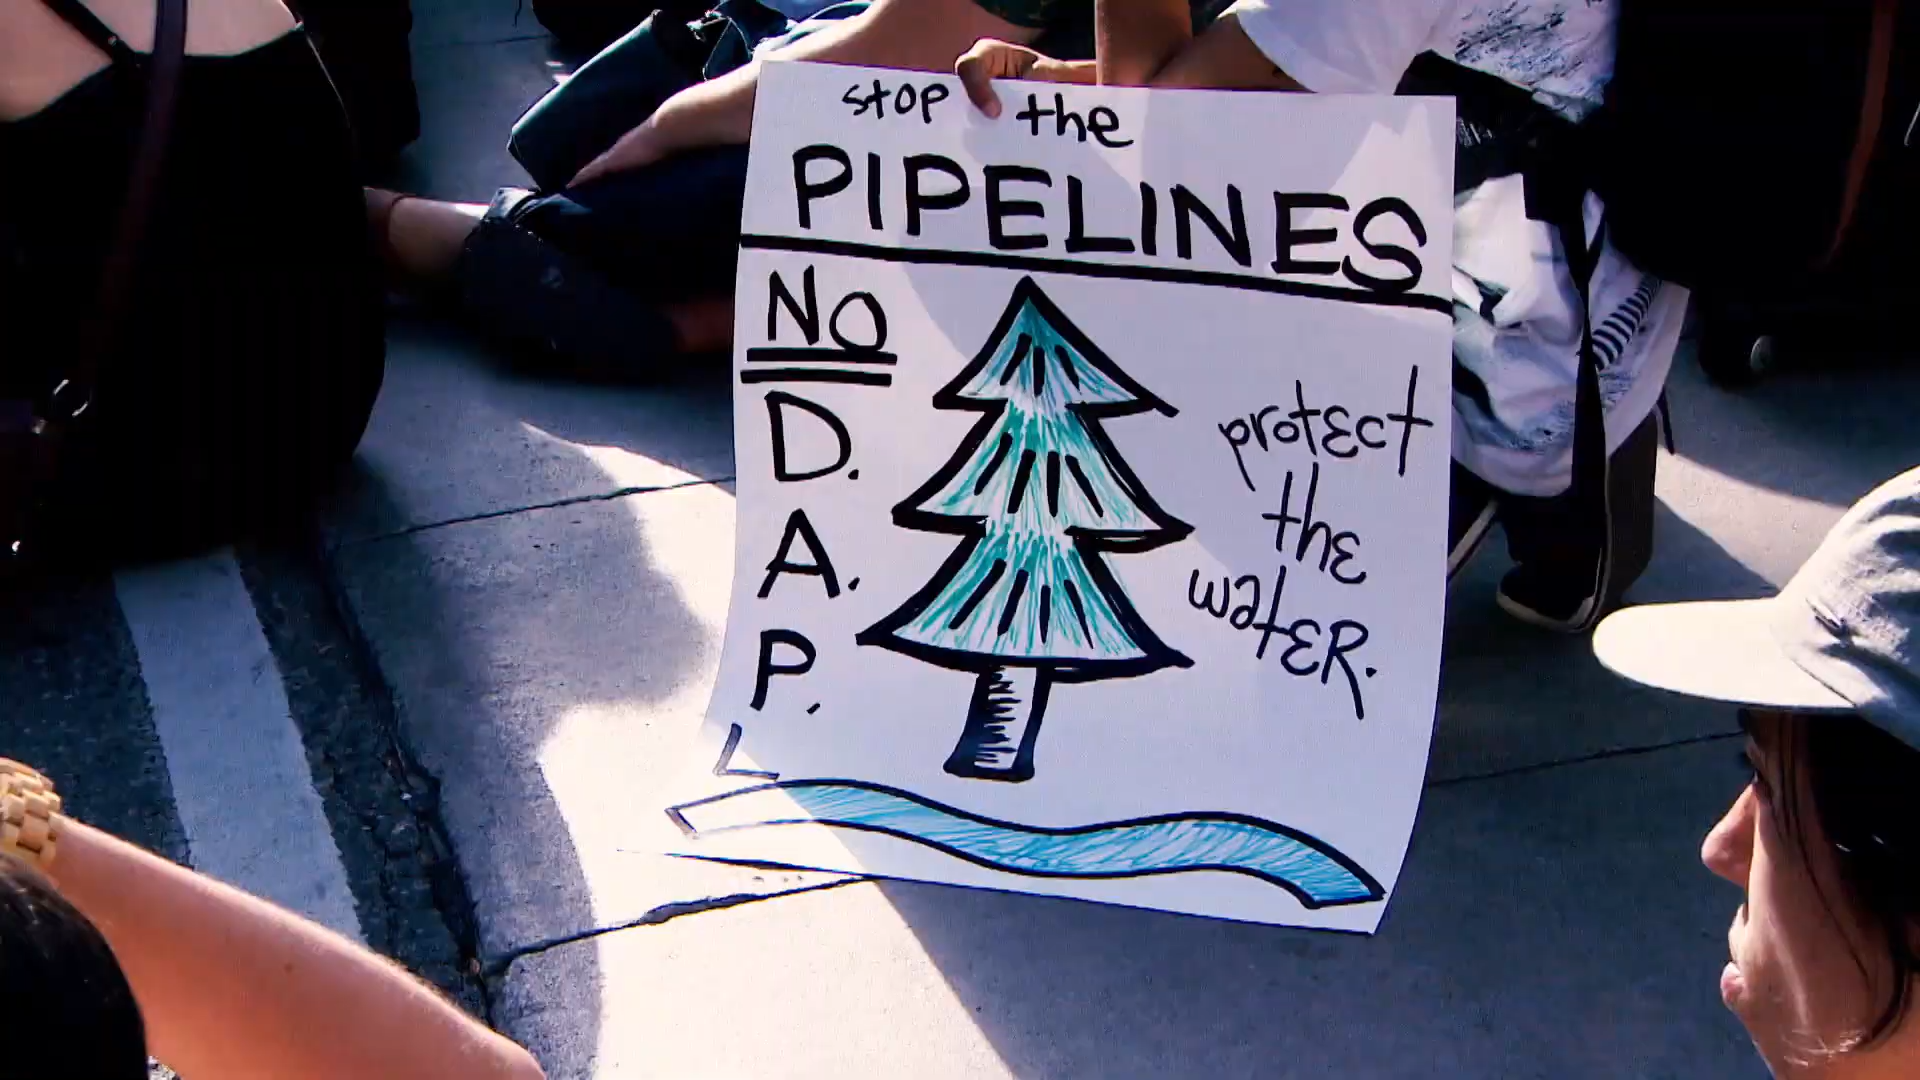 stop the
PIPELINES
NO
D.
A.
P.
L
protect
the
watER.